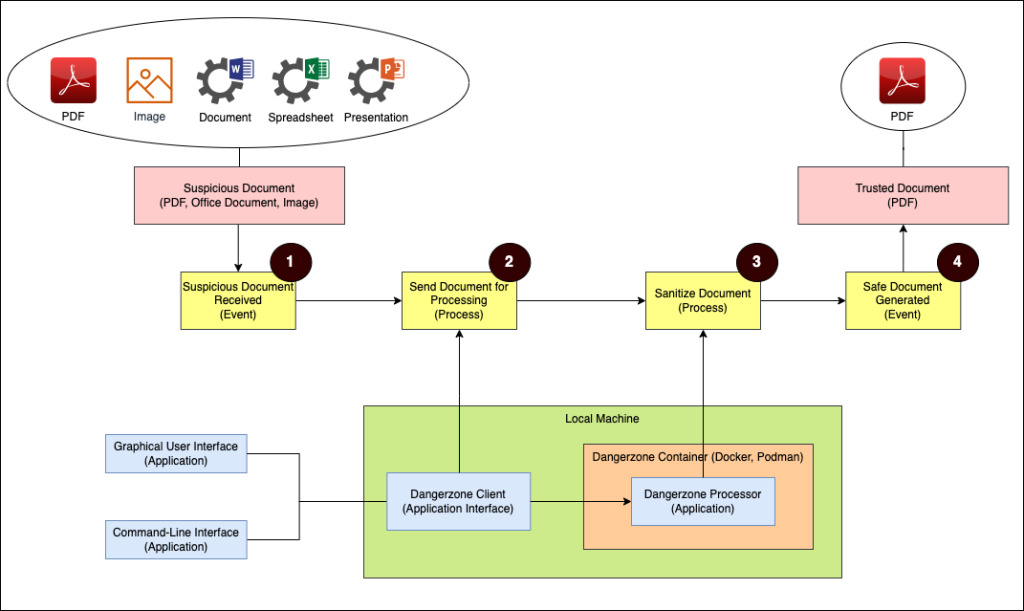 PDF
Image
Document
Spreadsheet
Presentation
PDF
Suspicious Document
(PDF, Office Document, Image)
Trusted Document
(PDF)
1
2
3
4
Suspicious Document
Received
(Event)
Send Document for
Processing
(Process)
Sanitize Document
(Process)
Safe Document
Generated
(Event)
Local Machine
Graphical User Interface
(Application)
Command-Line Interface
(Application)
Dangerzone Client
(Application Interface)
Dangerzone Container (Docker, Podman)
Dangerzone Processor
(Application)
W
X
P